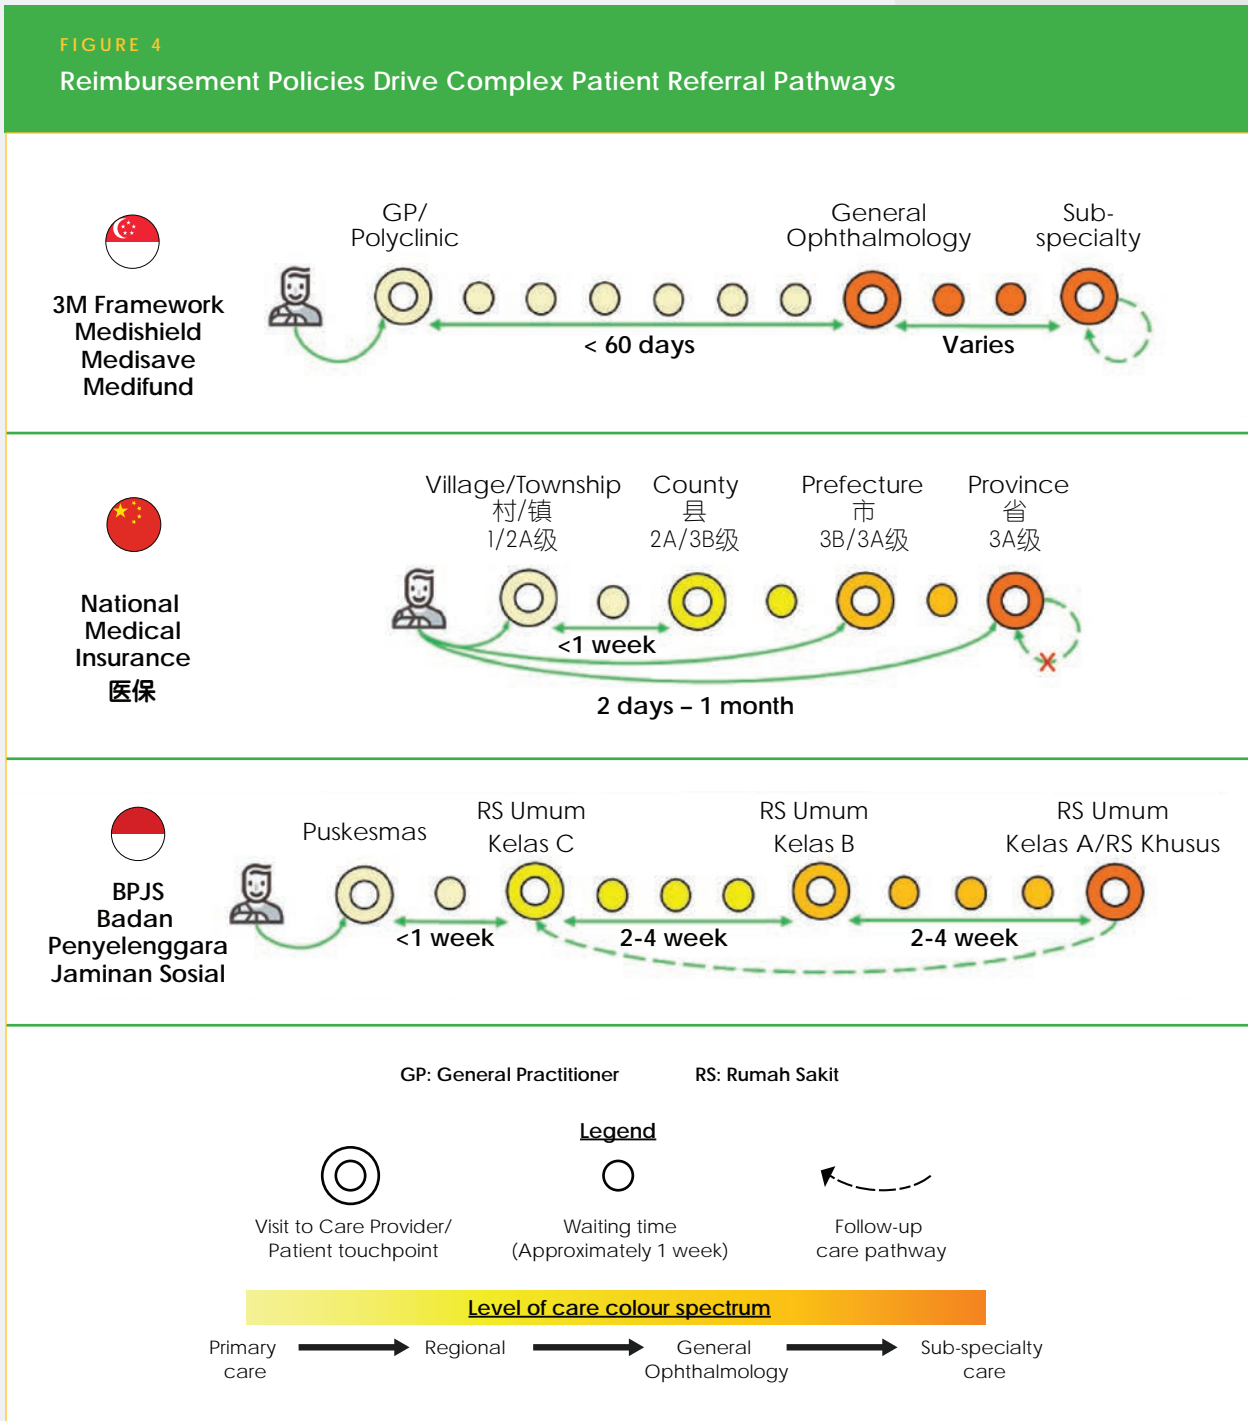 FIGURE 4
Reimbursement Policies Drive Complex Patient Referral Pathways
3M Framework
Medishield
Medisave
Medifund
GP/
Polyclinic
General
Ophthalmology
Sub-
specialty
< 60 days
Varies
National
Medical
Insurance
医保
Village/Township
村/镇
1/2A级
County
县
2A/3B级
Prefecture
市
3B/3A级
Province
省
3A级
<1 week
2 days – 1 month
BPJS
Badan
Penyelenggara
Jaminan Sosial
Puskesmas
RS Umum
Kelas C
RS Umum
Kelas B
RS Umum
Kelas A/RS Khusus
<1 week
2-4 week
2-4 week
GP: General Practitioner
RS: Rumah Sakit
Legend
Visit to Care Provider/
Patient touchpoint
Waiting time
(Approximately 1 week)
Follow-up
care pathway
Level of care colour spectrum
Primary
care
Regional
General
Ophthalmology
Sub-specialty
care